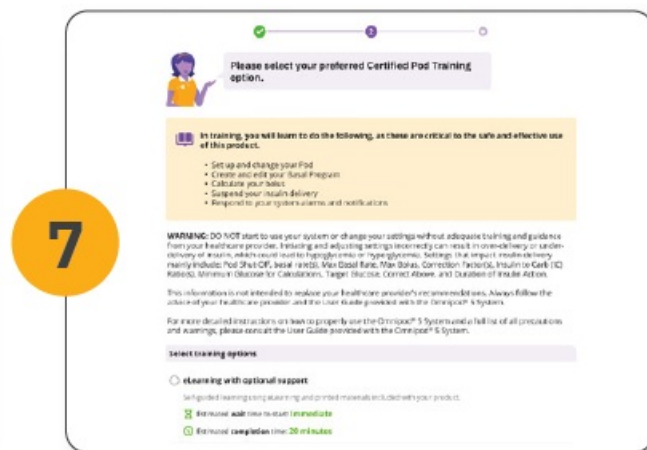 2
Please select your preferred Certified Pod Training
option.
In training, you will learn to do the following, as these are critical to the safe and effective use
of this product.
• Set up and change your Pod
• Create and edit your Basal Program
• Calculate your bolus
• Suspend your insulin delivery
• Respond to your system alarms and notifications
7
WARNING: DO NOT start to use your system or change your settings without adequate training and guidance
from your healthcare provider. Initiating and adjusting settings incorrectly can result in over-delivery or under-
delivery of insulin, which could lead to hypoglycemia or hyperglycemia. Settings that impact insulin delivery
mainly include: Pod Shut-Off, basal rate(s), Max Basal Rate, Max Bolus, Correction Factor(s), Insulin to Carb (IC)
Ratio(s), Minimum Glucose for Calculations, Target Glucose, Correct Above, and Duration of Insulin Action.
This information is not intended to replace your healthcare provider's recommendations. Always follow the
advice of your healthcare provider and the User Guide provided with the Omnipod® 5 System.
For more detailed instructions on how to properly use the Omnipod® 5 System and a full list of all precautions
and warnings, please consult the User Guide provided with the Omnipod® 5 System.
Select training options
eLearning with optional support
Self-guided learning using eLearning and printed materials included with your product.
Estimated wait time to start: Immediate
Estimated completion time: 20 minutes